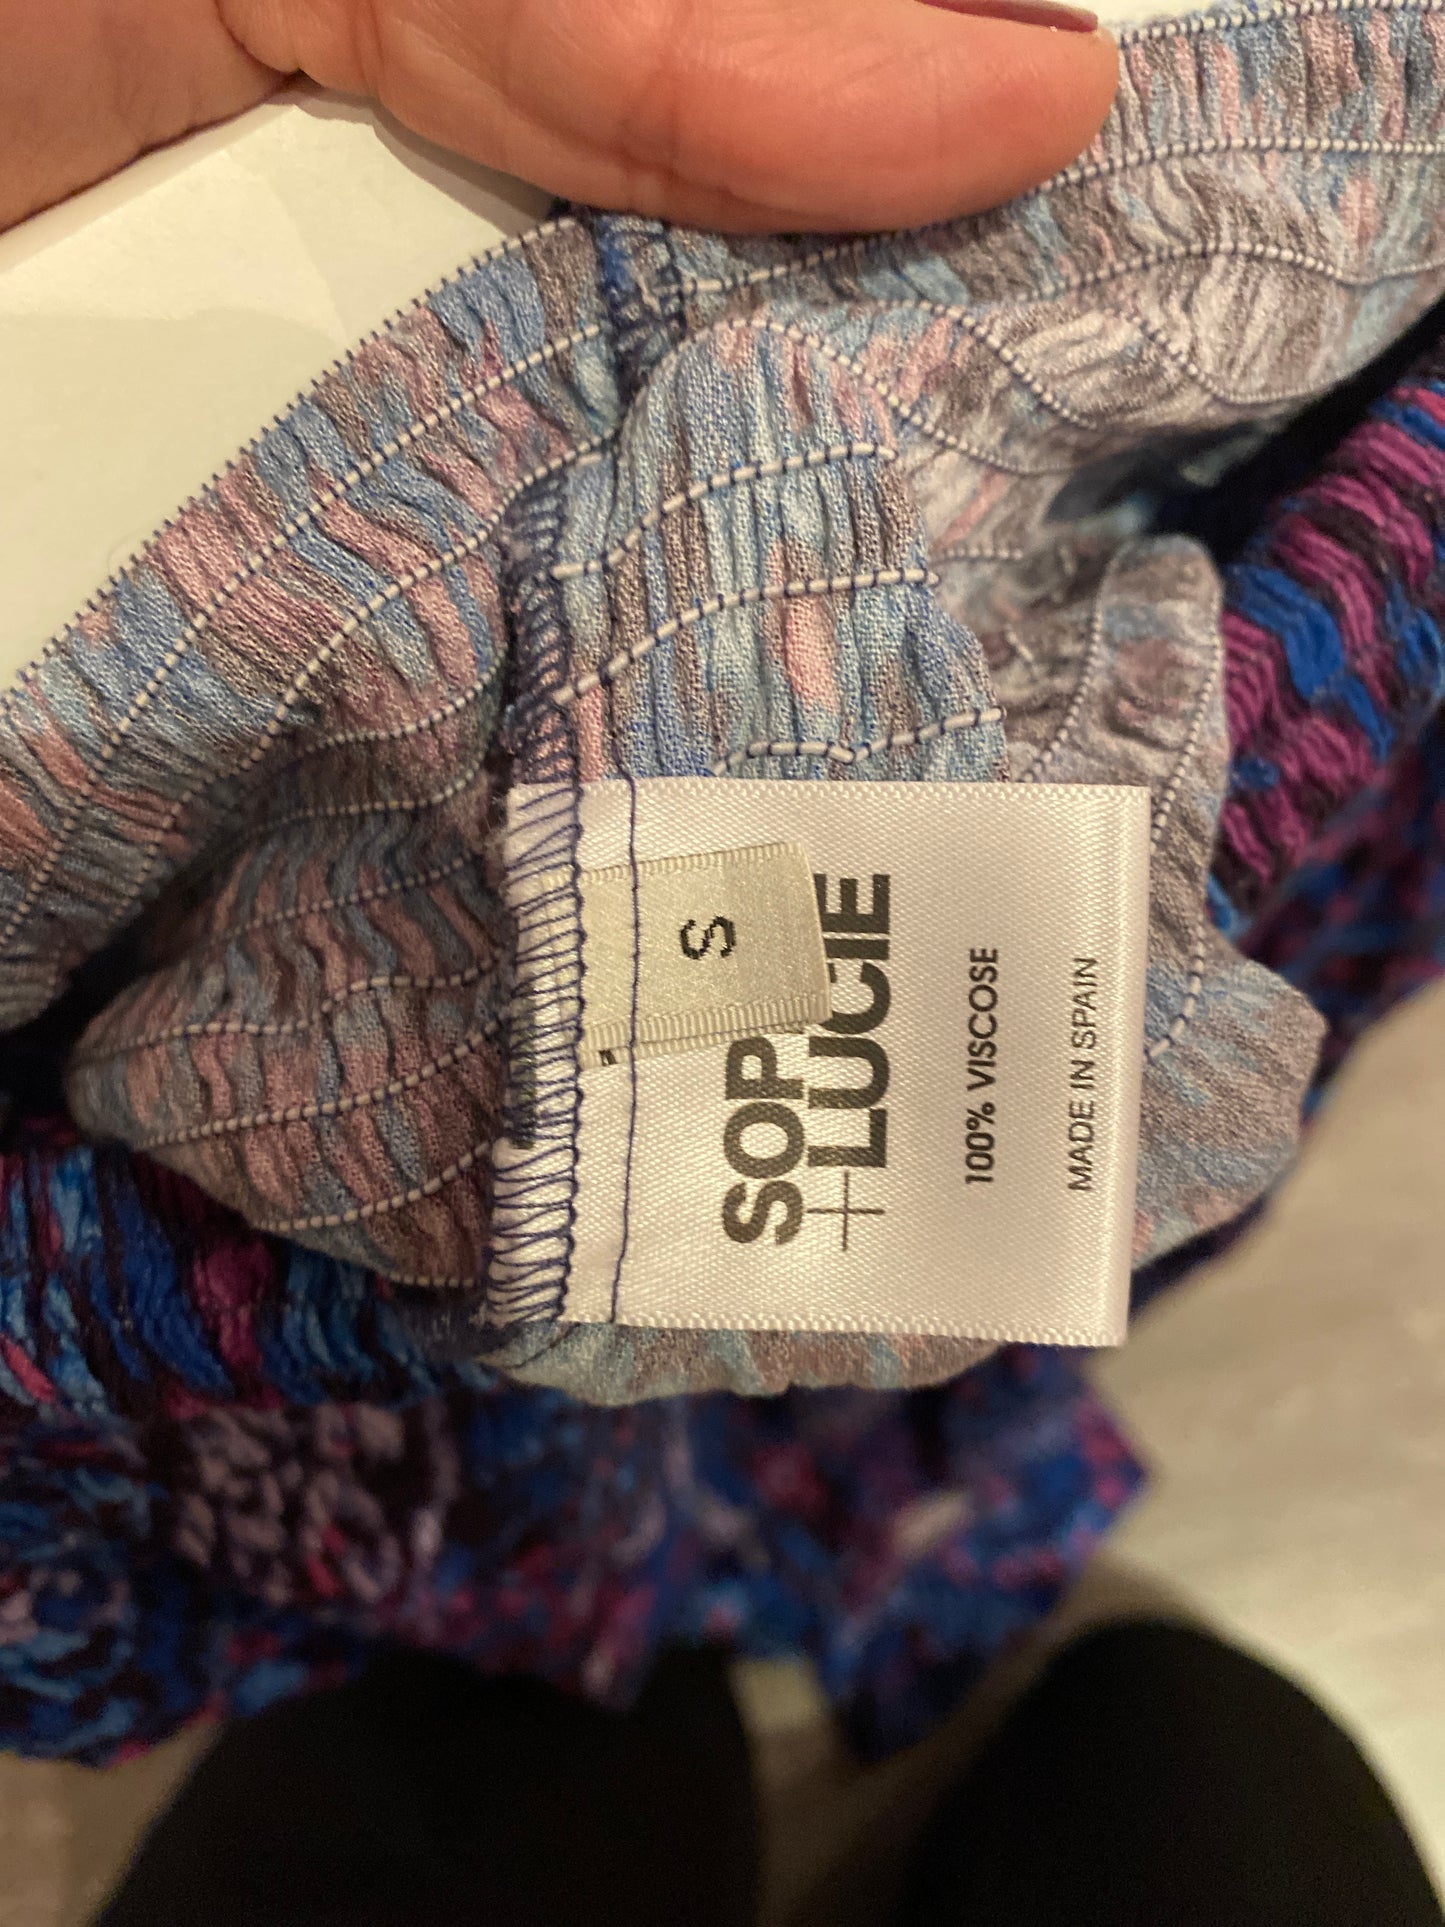 S
SOP
+LUCIE
100% VISCOSE
MADE IN SPAIN